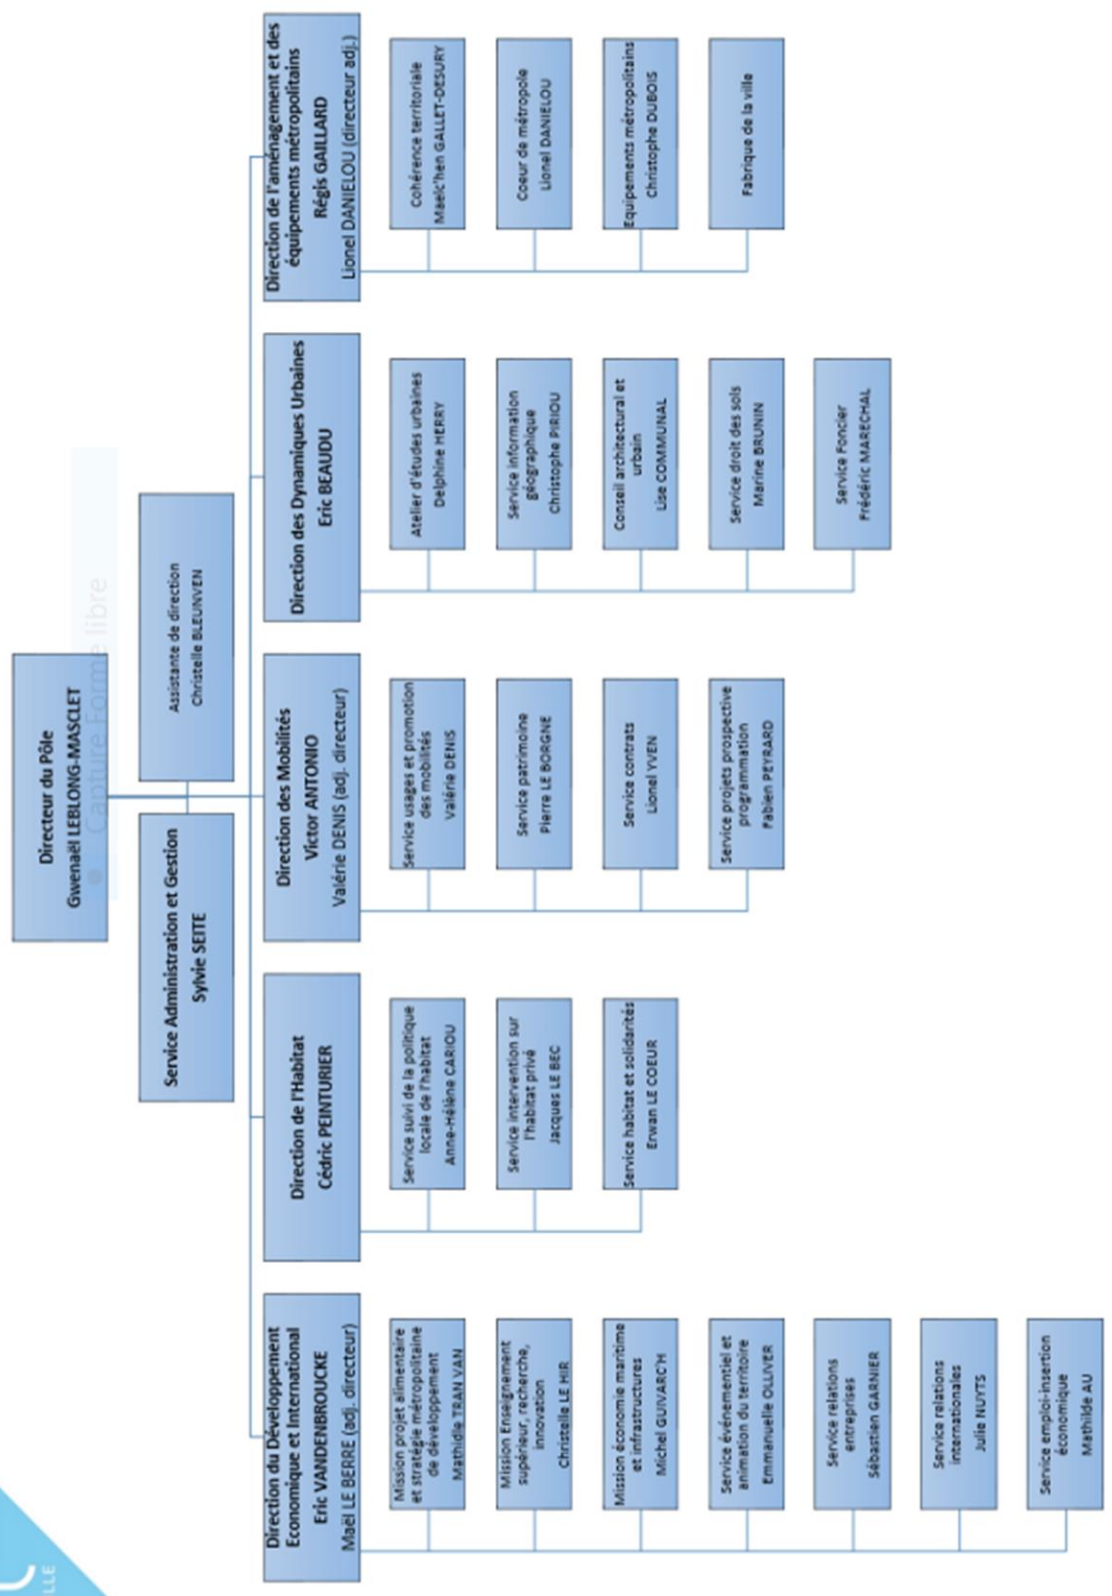 Directeur du Pôle
Gwenaël LEBLONG-MASCLET
Capture Forme libre
Service Administration et Gestion
Sylvie SEITE
Assistante de direction
Christelle BLEUNVEN
Direction du Développement
Economique et International
Eric VANDENBROUCKE
Maël LE BERRE (adj. directeur)
Mission projet alimentaire
et stratégie métropolitaine
de développement
Mathidle TRAN VAN
Mission Enseignement
supérieur, recherche,
innovation
Christelle LE HIR
Mission économie maritime
et infrastructures
Michel GUIVARC'H
Service événementiel et
animation du territoire
Emmanuelle OLLIVER
Service relations
entreprises
Sébastien GARNIER
Service relations
internationales
Julie NUYTS
Service emploi-insertion
économique
Mathilde AU
Direction de l'Habitat
Cédric PEINTURIER
Service suivi de la politique
locale de l'habitat
Anne-Hélène CARIOU
Service intervention sur
l'habitat privé
Jacques LE BEC
Service habitat et solidarités
Erwan LE COEUR
Direction des Mobilités
Victor ANTONIO
Valérie DENIS (adj. directeur)
Service usages et promotion
des mobilités
Valérie DENIS
Service patrimoine
Pierre LE BORGNE
Service contrats
Lionel YVEN
Service projets prospective
programmation
Fabien PEYRARD
Direction des Dynamiques Urbaines
Eric BEAUDU
Atelier d'études urbaines
Delphine HERRY
Service information
géographique
Christophe PIRIOU
Conseil architectural et
urbain
Lise COMMUNAL
Service droit des sols
Marine BRUNIN
Service Foncier
Frédéric MARECHAL
Direction de l'aménagement et des
équipements métropolitains
Régis GAILLARD
Lionel DANIELOU (directeur adj.)
Cohérence territoriale
Maelc'hen GALLET-DESURY
Coeur de métropole
Lionel DANIELOU
Equipements métropolitains
Christophe DUBOIS
Fabrique de la ville